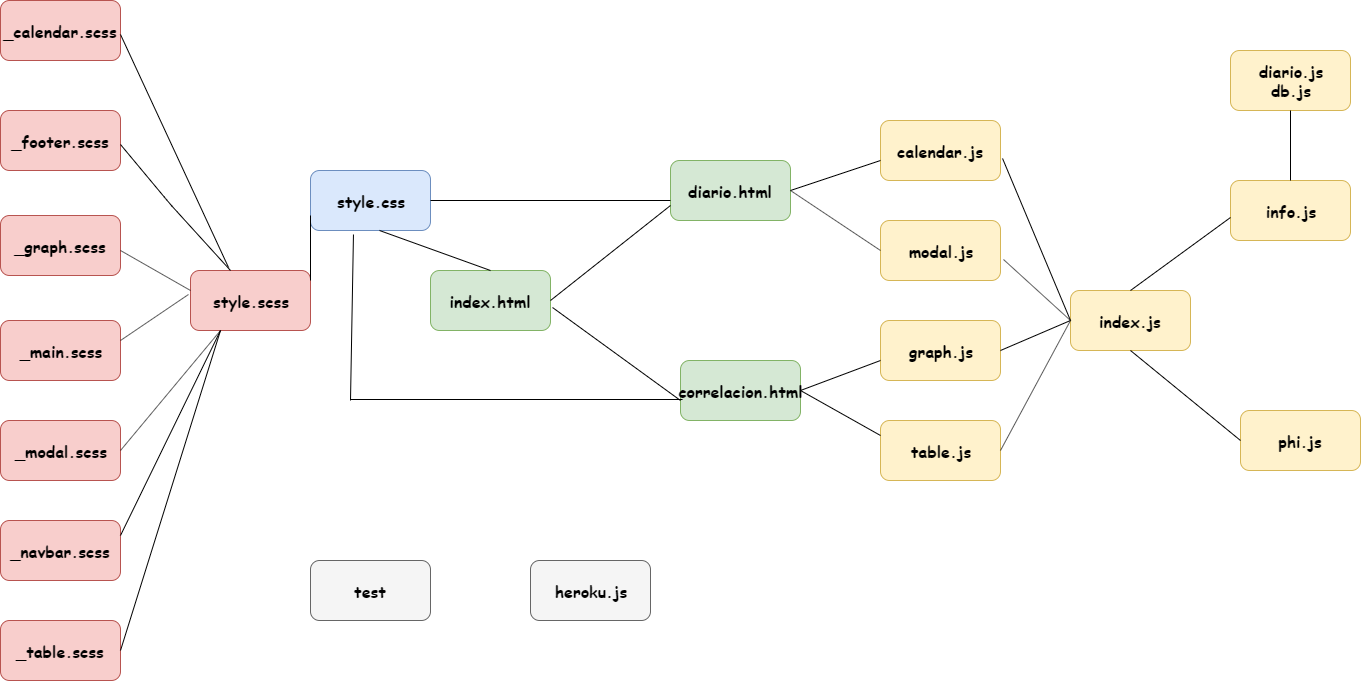 _calendar.scss
_footer.scss
_graph.scss
_main.scss
_modal.scss
_navbar.scss
_table.scss
style.scss
style.css
index.html
diario.html
correlacion.html
calendar.js
modal.js
graph.js
table.js
index.js
diario.js
db.js
info.js
phi.js
test
heroku.js